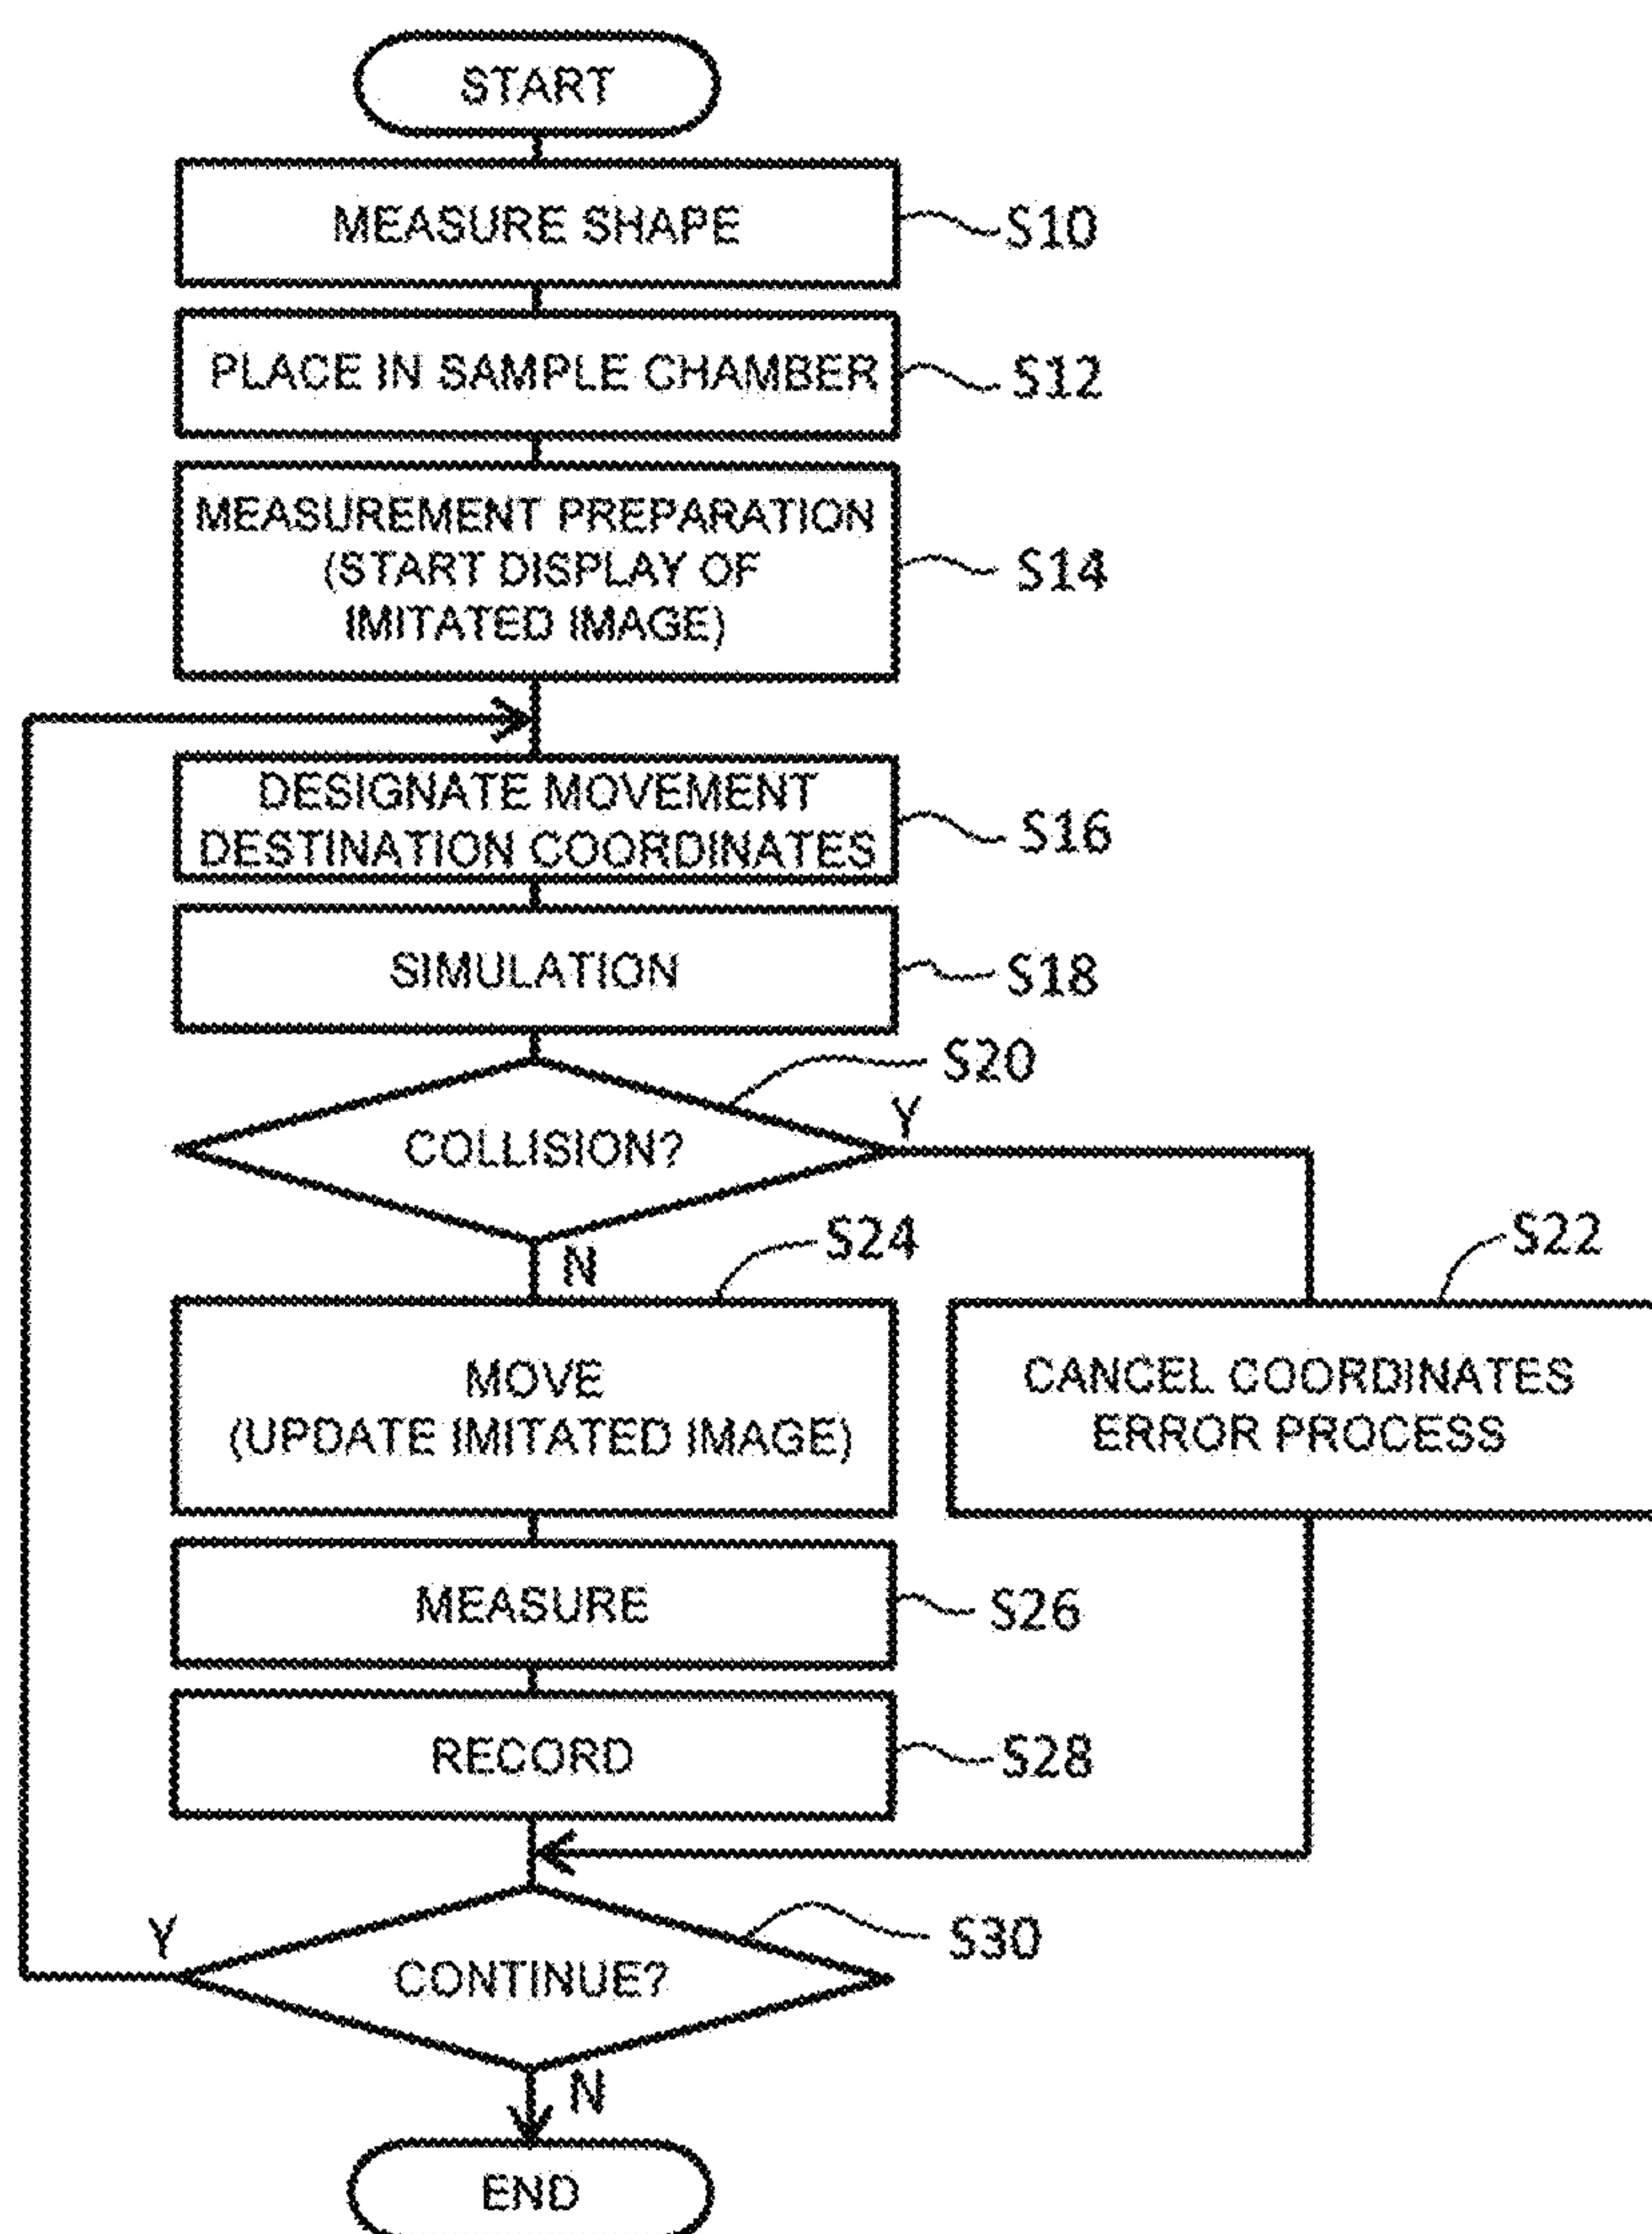 START
MEASURE SHAPE
S10
PLACE IN SAMPLE CHAMBER
S12
MEASUREMENT PREPARATION
(START DISPLAY OF
IMITATED IMAGE)
S14
DESIGNATE MOVEMENT
DESTINATION COORDINATES
S16
SIMULATION
S18
S20
COLLISION?
Y
N
S24
MOVE
(UPDATE IMITATED IMAGE)
S22
CANCEL COORDINATES
ERROR PROCESS
MEASURE
S26
RECORD
S28
S30
Y
CONTINUE?
N
END